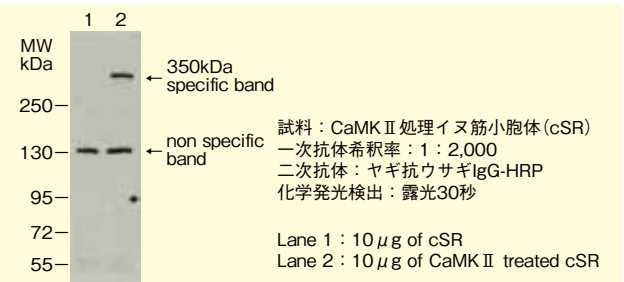 1 2
MW
kDa
250
130
95
72
55
← 350kDa
specific band
← non specific
band
試料：CaMKⅡ処理イヌ筋小胞体（cSR）
一次抗体希釈率：1：2,000
二次抗体：ヤギ抗ウサギIgG-HRP
化学発光検出：露光30秒
Lane 1：10μg of cSR
Lane 2：10μg of CaMKⅡ treated cSR